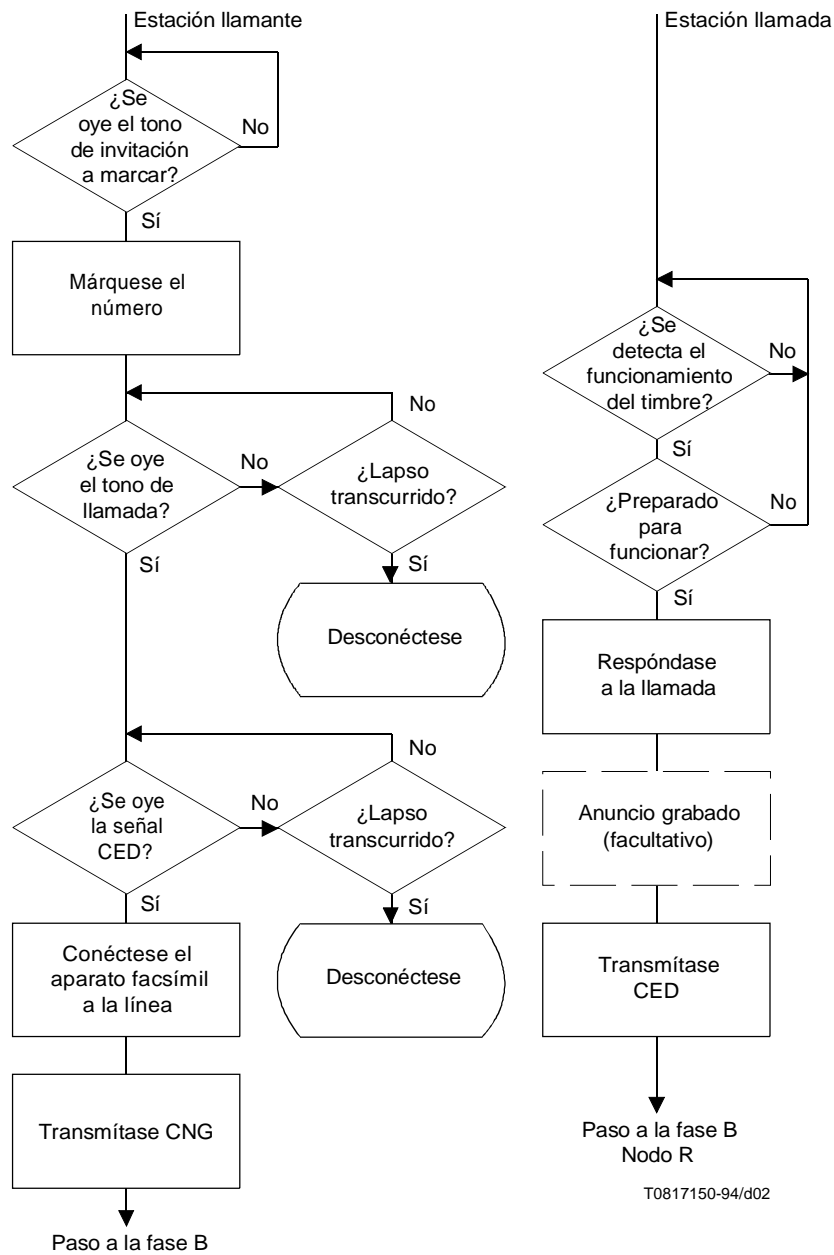 Estación llamante
¿Se
oye el tono
de invitación
a marcar?
No
Sí
Márquese el
número
No
¿Se oye
el tono de
llamada?
No
¿Lapso
transcurrido?
Sí
Sí
Desconéctese
No
¿Se oye
la señal
CED?
No
¿Lapso
transcurrido?
Sí
Sí
Conéctese el
aparato facsímil
a la línea
Desconéctese
Transmítase CNG
Paso a la fase B
Estación llamada
¿Se
detecta el
funcionamiento
del timbre?
No
Sí
¿Preparado
para
funcionar?
No
Sí
Respóndase
a la llamada
Anuncio grabado
(facultativo)
Transmítase
CED
Paso a la fase B
Nodo R
T0817150-94/d02